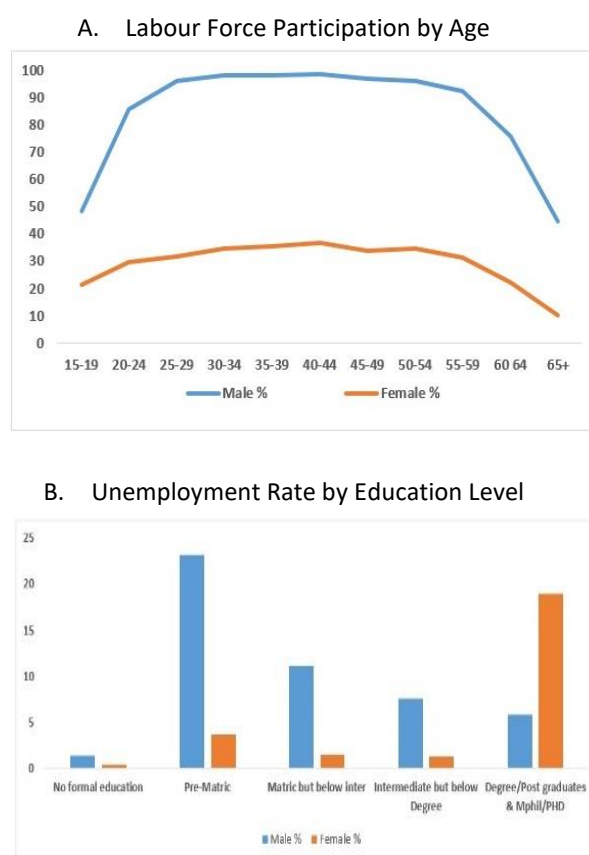 A. Labour Force Participation by Age
100
90
80
70
60
50
40
30
20
10
0
15-19 20-24 25-29 30-34 35-39 40-44 45-49 50-54 55-59 60 64 65+
Male % Female %
B. Unemployment Rate by Education Level
25
20
15
10
5
0
No formal education Pre-Matric Matric but below inter Intermediate but below Degree/Post graduates
Degree & Mphil/PHD
Male % Female %